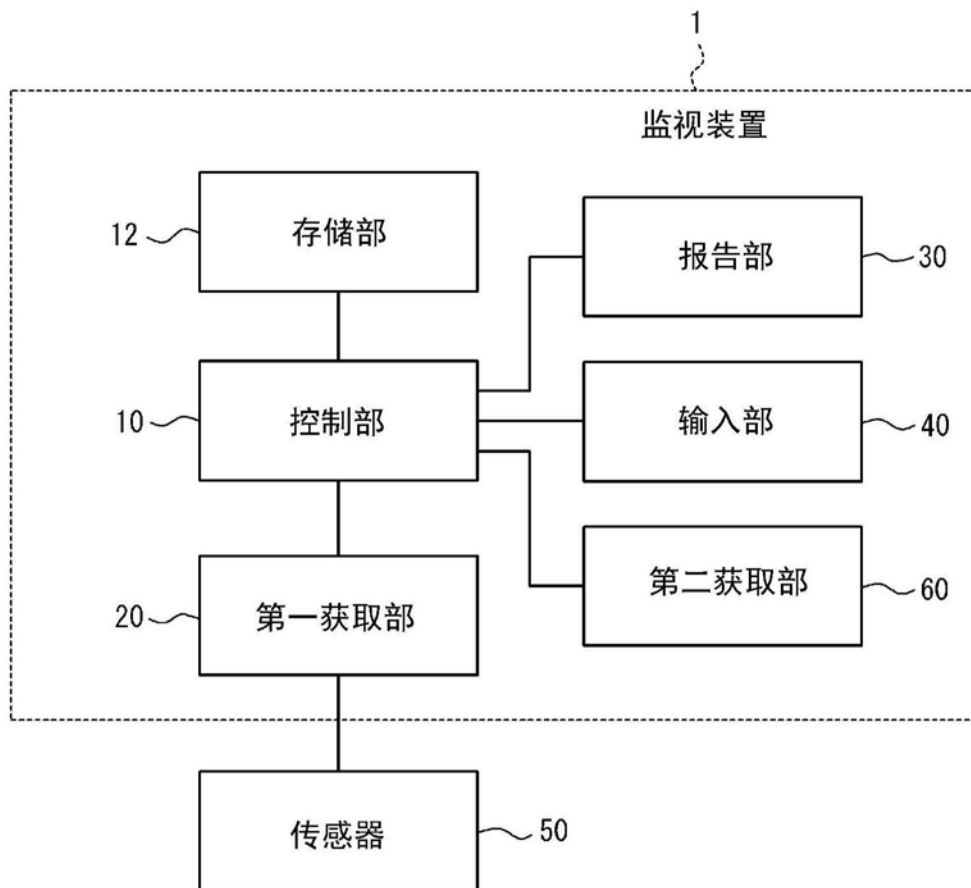 1
监视装置
12
存储部
报告部
30
10
控制部
输入部
40
20
第一获取部
第二获取部
60
传感器
50